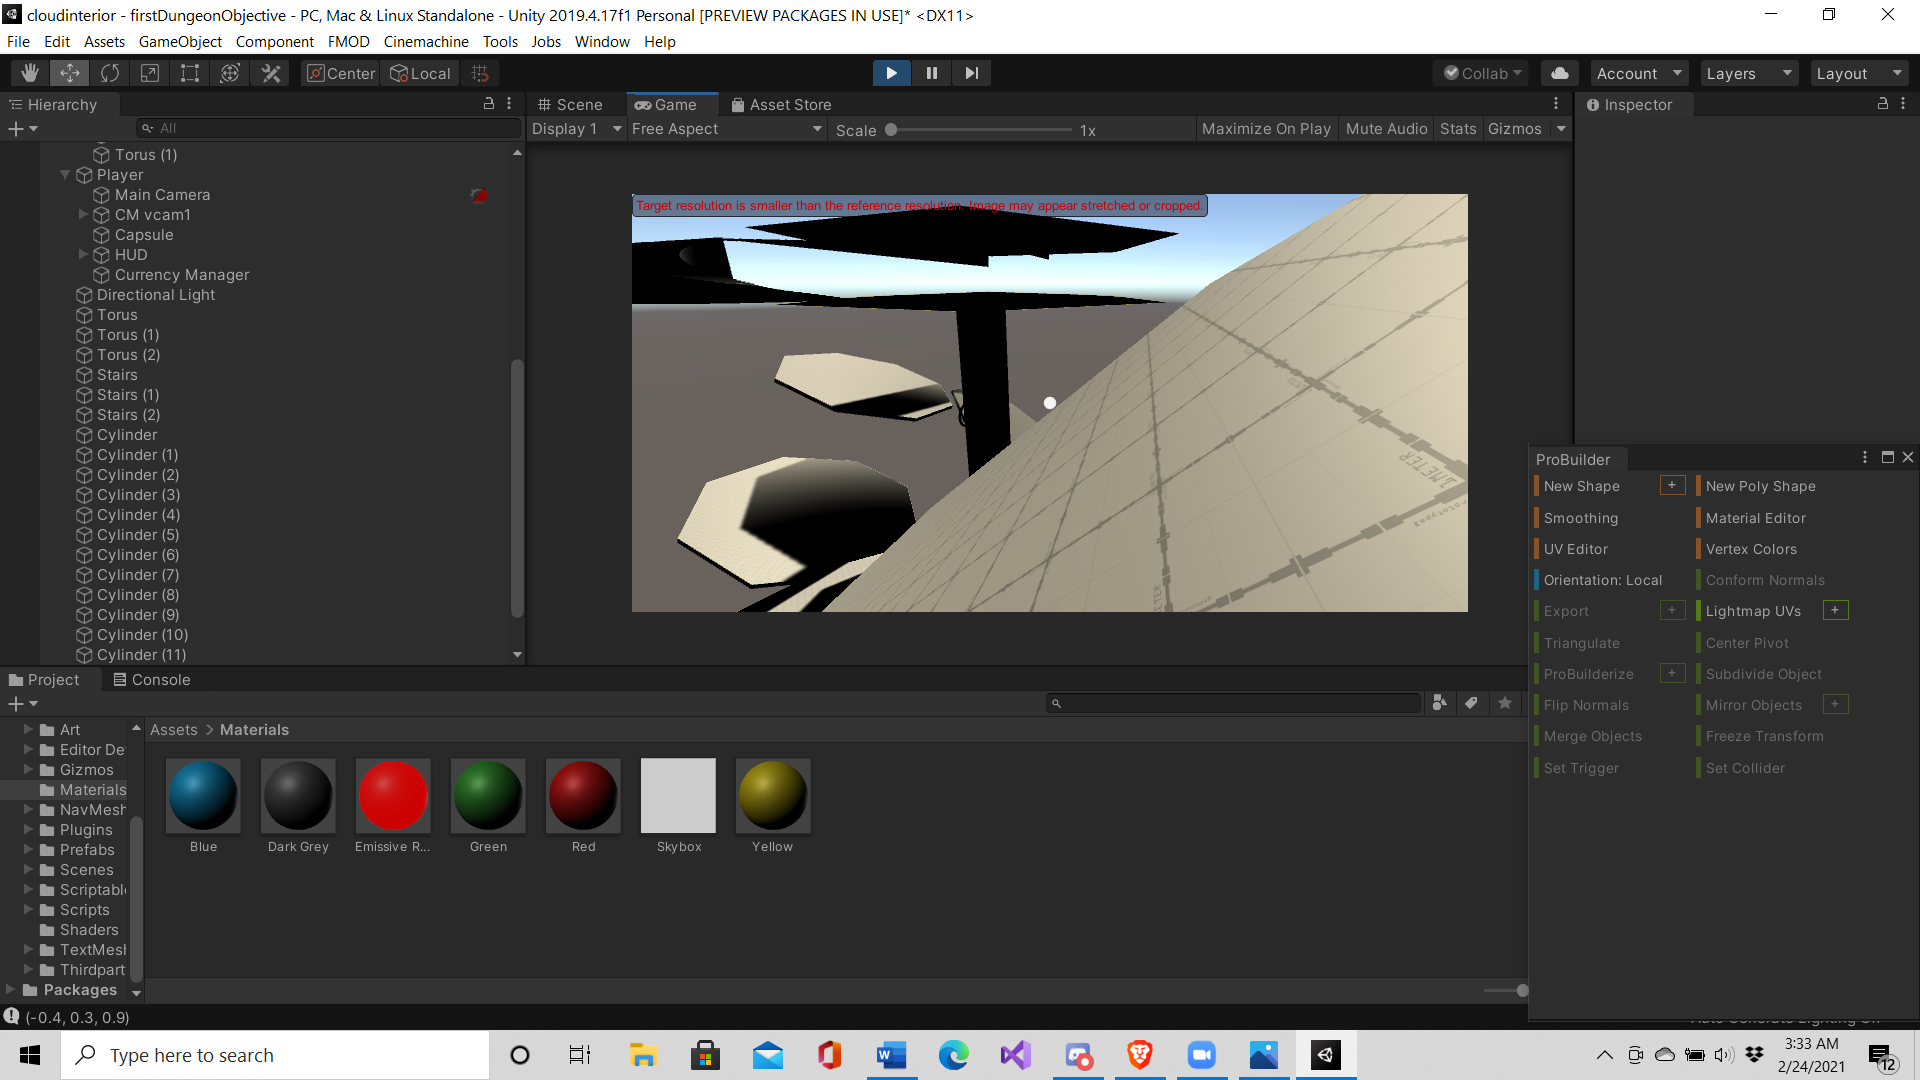 cloudinterior - firstDungeonObjective - PC, Mac & Linux Standalone - Unity 2019.4.17f1 Personal [PREVIEW PACKAGES IN USE]* <DX11>
File Edit Assets GameObject Component FMOD Cinemachine Tools Jobs Window Help
Center Local Collab Account Layers Layout
Hierarchy
All
Torus (1)
Player
Main Camera
CM vcam1
Capsule
HUD
Currency Manager
Directional Light
Torus
Torus (1)
Torus (2)
Stairs
Stairs (1)
Stairs (2)
Cylinder
Cylinder (1)
Cylinder (2)
Cylinder (3)
Cylinder (4)
Cylinder (5)
Cylinder (6)
Cylinder (7)
Cylinder (8)
Cylinder (9)
Cylinder (10)
Cylinder (11)
Scene Game Asset Store
Display 1 Free Aspect Scale 1x Maximize On Play Mute Audio Stats Gizmos
Target resolution is smaller than the reference resolution. Image may appear stretched or cropped.
1METER
METER
Inspector
ProBuilder
New Shape + New Poly Shape
Smoothing Material Editor
UV Editor Vertex Colors
Orientation: Local Conform Normals
Export + Lightmap UVs +
Triangulate Center Pivot
ProBuilderize + Subdivide Object
Flip Normals Mirror Objects +
Merge Objects Freeze Transform
Set Trigger Set Collider
Project Console
Art
Editor De
Gizmos
Materials
NavMesh
Plugins
Prefabs
Scenes
Scriptabl
Scripts
Shaders
TextMesh
Thirdpart
Packages
Assets > Materials
Blue Dark Grey Emissive R... Green Red Skybox Yellow
(-0.4, 0.3, 0.9)
Type here to search
3:33 AM
2/24/2021
12